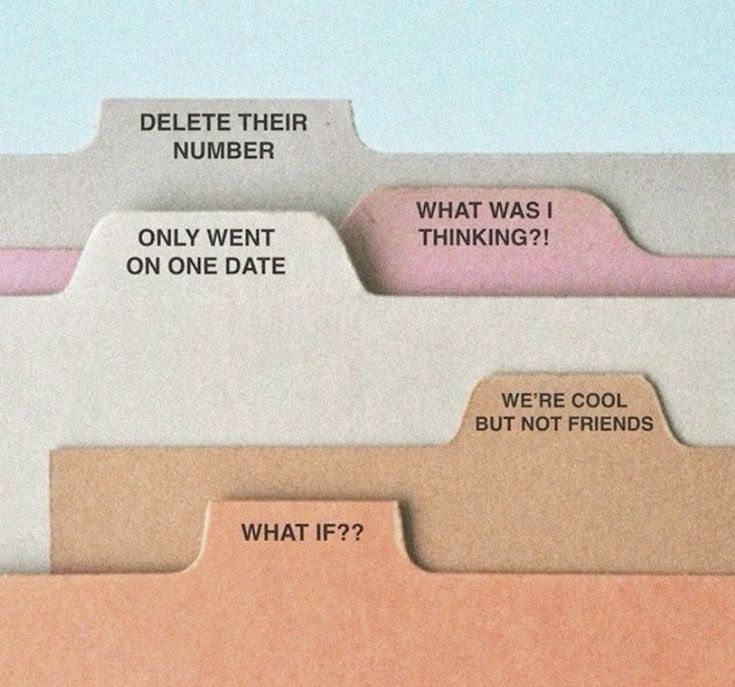 DELETE THEIR
NUMBER
WHAT WAS I
THINKING?!
ONLY WENT
ON ONE DATE
WE'RE COOL
BUT NOT FRIENDS
WHAT IF??